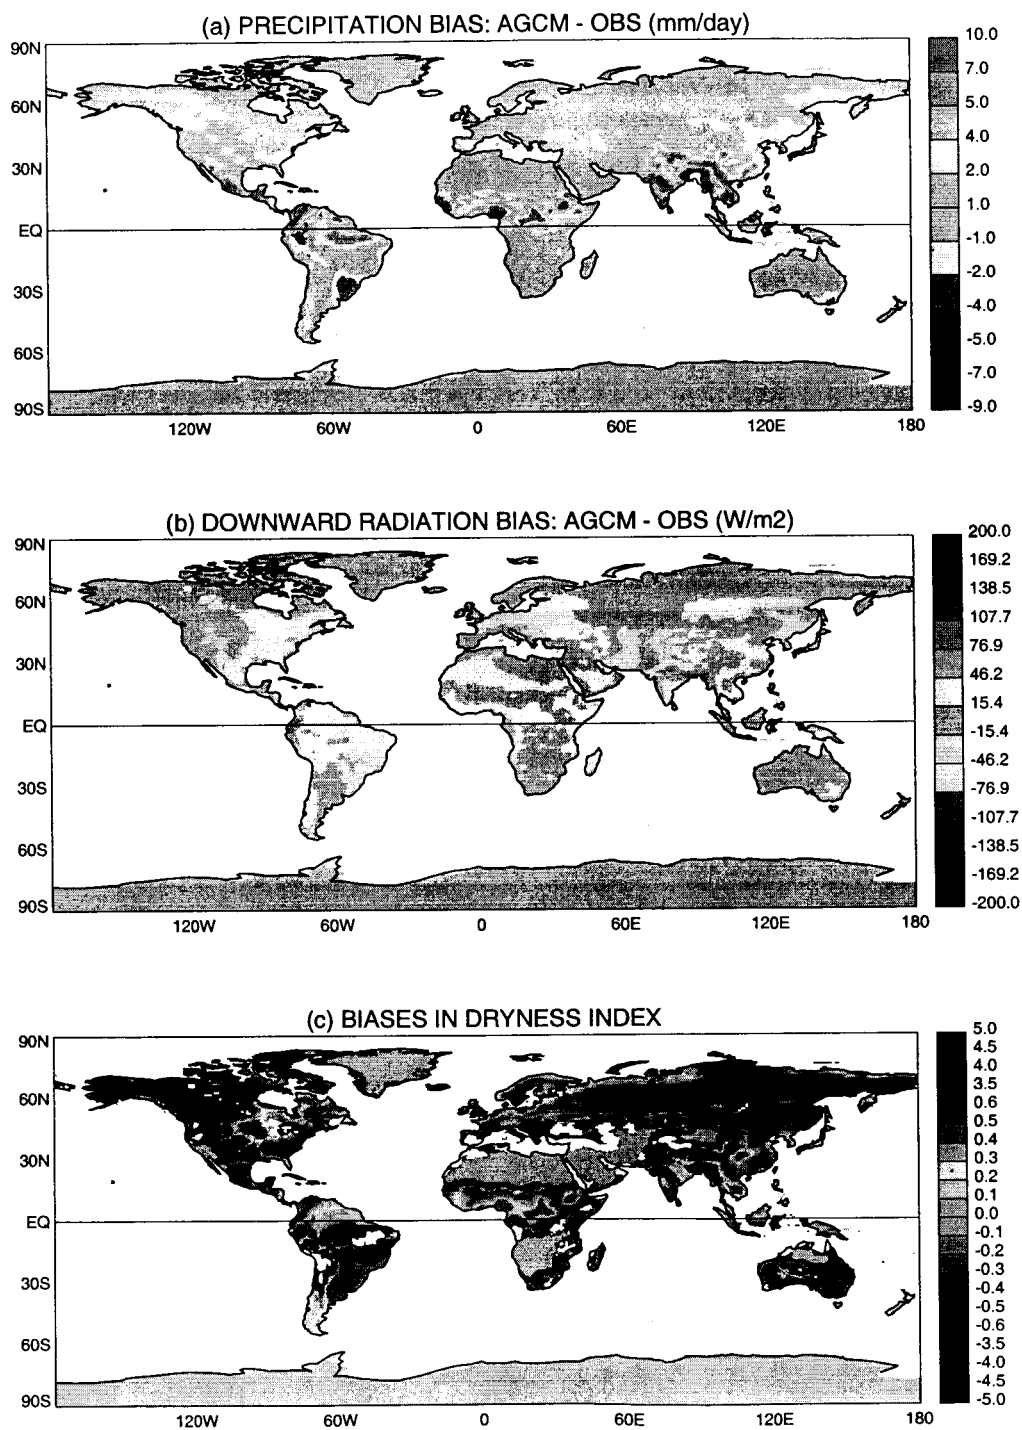 (a) PRECIPITATION BIAS: AGCM - OBS (mm/day)
90N
60N
30N
EQ
30S
60S
90S
120W 60W 0 60E 120E 180
10.0
7.0
5.0
4.0
2.0
1.0
-1.0
-2.0
-4.0
-5.0
-7.0
-9.0
(b) DOWNWARD RADIATION BIAS: AGCM - OBS (W/m2)
90N
60N
30N
EQ
30S
60S
90S
120W 60W 0 60E 120E 180
200.0
169.2
138.5
107.7
76.9
46.2
15.4
-15.4
-46.2
-76.9
-107.7
-138.5
-169.2
-200.0
(c) BIASES IN DRYNESS INDEX
90N
60N
30N
EQ
30S
60S
90S
120W 60W 0 60E 120E 180
5.0
4.5
4.0
3.5
0.6
0.5
0.4
0.3
0.2
0.1
0.0
-0.1
-0.2
-0.3
-0.4
-0.5
-0.6
-3.5
-4.0
-4.5
-5.0